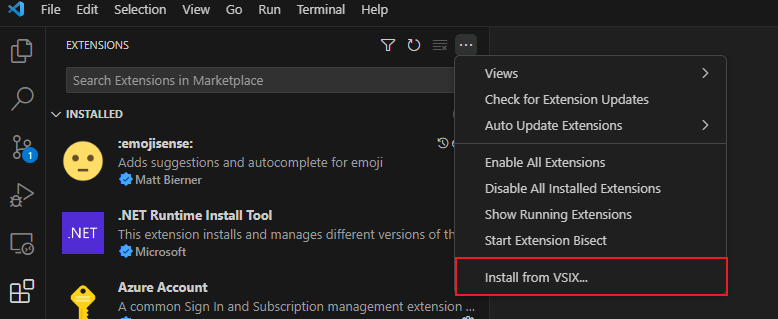 File Edit Selection View Go Run Terminal Help
EXTENSIONS
Search Extensions in Marketplace
INSTALLED
:emojisense:
Adds suggestions and autocomplete for emoji
Matt Bierner
.NET
.NET Runtime Install Tool
This extension installs and manages different versions of the
Microsoft
Azure Account
A common Sign In and Subscription management extension ...
1
Views
Check for Extension Updates
Auto Update Extensions
Enable All Extensions
Disable All Installed Extensions
Show Running Extensions
Start Extension Bisect
Install from VSIX...